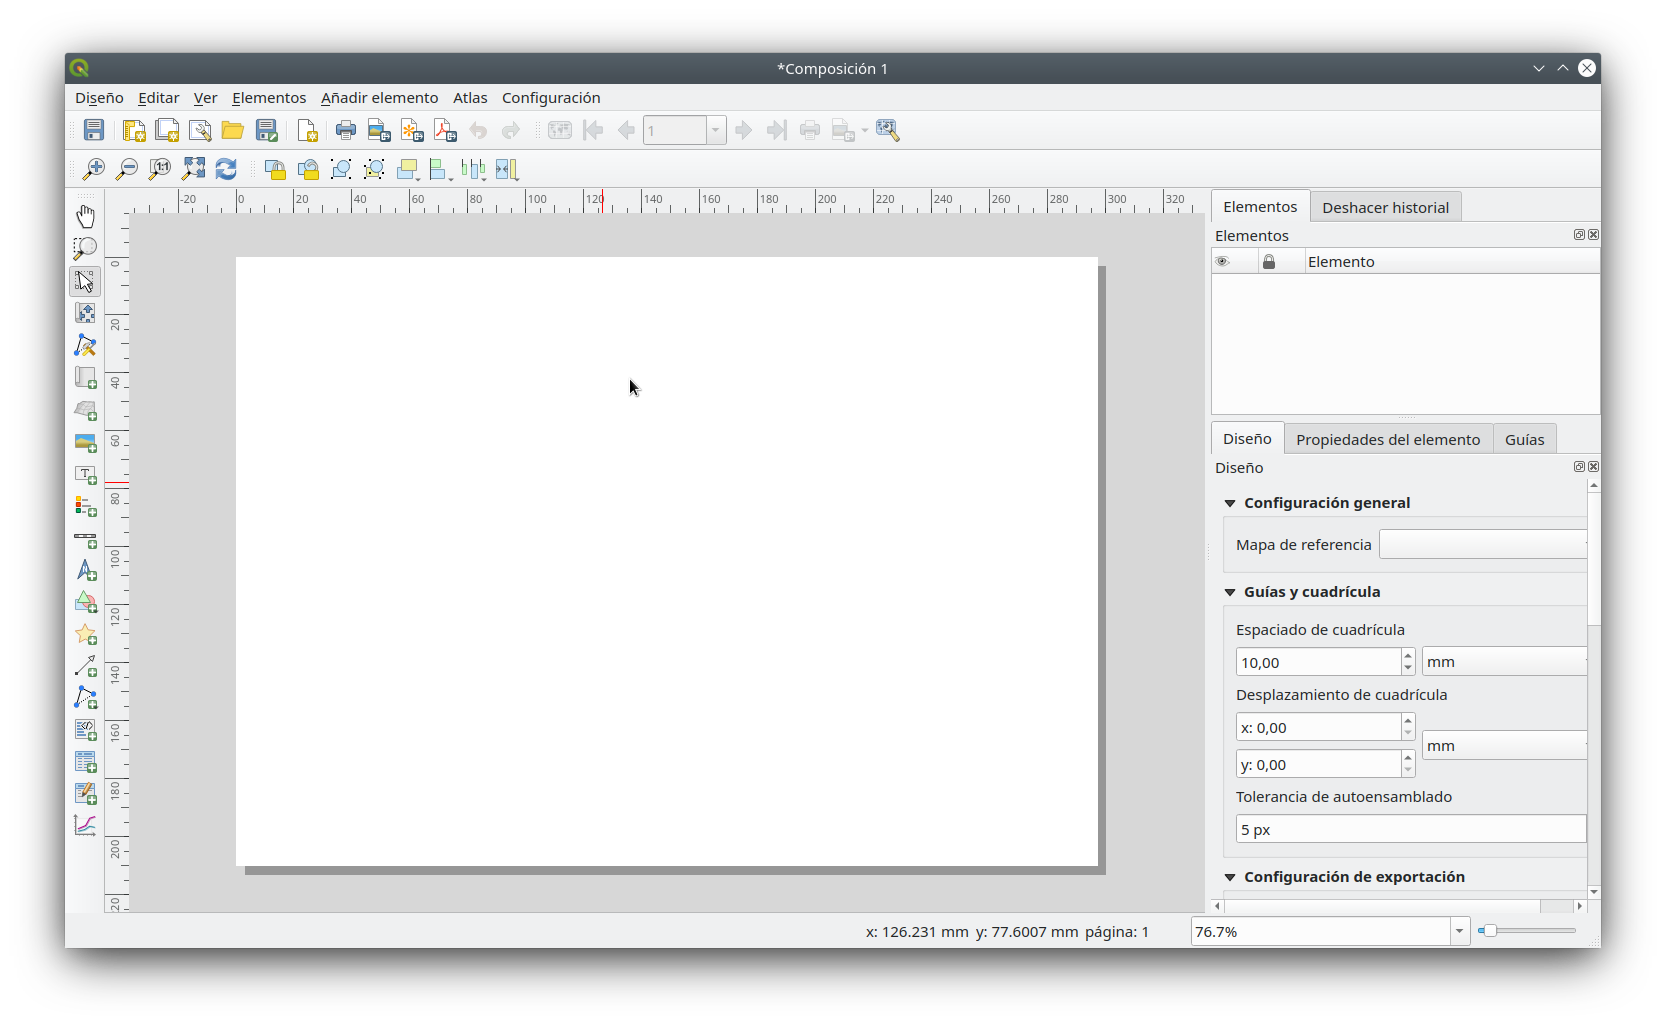 *Composición 1
Diseño Editar Ver Elementos Añadir elemento Atlas Configuración
1
1:1
-20 0 20 40 60 80 100 120 140 160 180 200 220 240 260 280 300 320
0
20
40
60
80
100
120
140
160
180
200
20
T
Elementos Deshacer historial
Elementos
Elemento
Diseño Propiedades del elemento Guías
Diseño
Configuración general
Mapa de referencia
Guías y cuadrícula
Espaciado de cuadrícula
10,00 mm
Desplazamiento de cuadrícula
x: 0,00
mm
y: 0,00
Tolerancia de autoensamblado
5 px
Configuración de exportación
x: 126.231 mm y: 77.6007 mm página: 1 76.7%